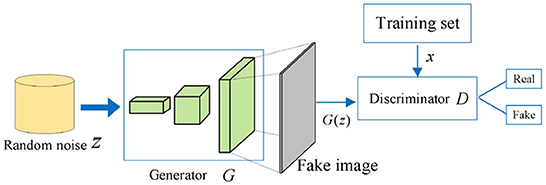 Training set
x
Real
Discriminator D
Fake
G(z)
Random noise z
Generator G
Fake image